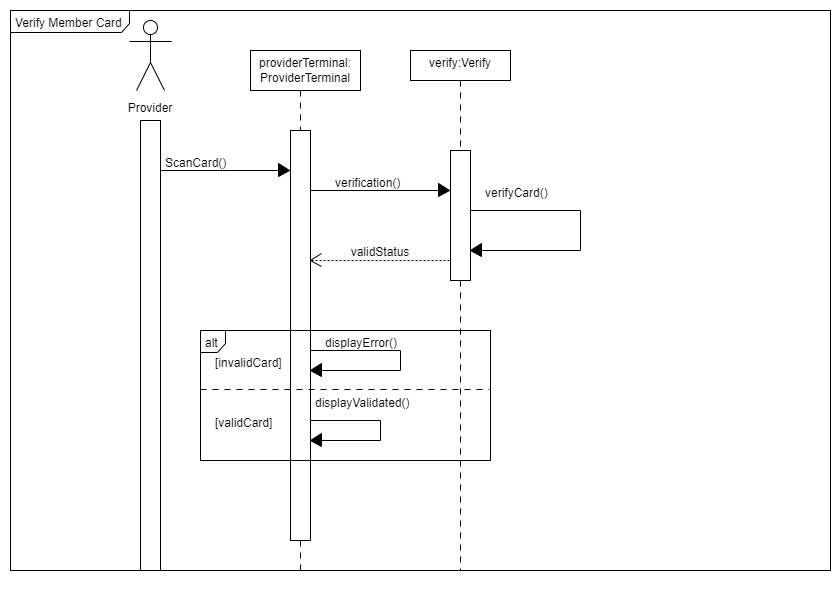 Verify Member Card
providerTerminal:
ProviderTerminal
verify:Verify
Provider
ScanCard()
verification()
verifyCard()
validStatus
alt
displayError()
[invalidCard]
displayValidated()
[validCard]